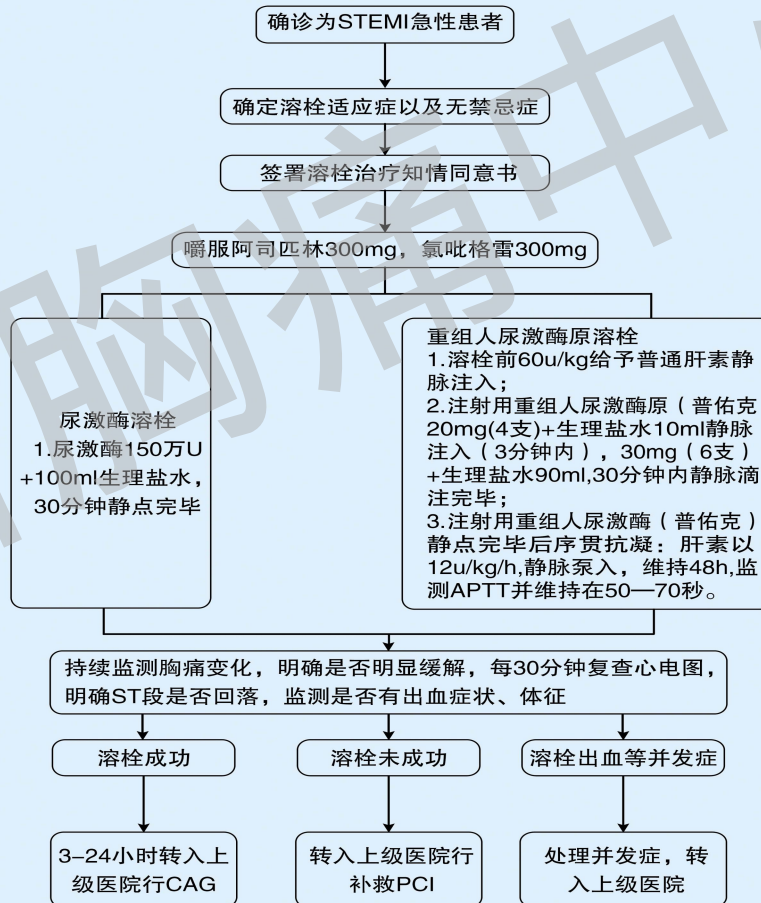 确诊为STEMI急性患者
确定溶栓适应症以及无禁忌症
签署溶栓治疗知情同意书
嚼服阿司匹林300mg，氯吡格雷300mg
尿激酶溶栓
1.尿激酶150万U
+100ml生理盐水，
30分钟静点完毕
重组人尿激酶原溶栓
1.溶栓前60u/kg给予普通肝素静
脉注入；
2.注射用重组人尿激酶原（普佑克
20mg(4支)+生理盐水10ml静脉
注入（3分钟内），30mg（6支）
+生理盐水90ml,30分钟内静脉滴
注完毕；
3.注射用重组人尿激酶（普佑克）
静点完毕后序贯抗凝：肝素以
12u/kg/h,静脉泵入，维持48h,监
测APTT并维持在50—70秒。
持续监测胸痛变化，明确是否明显缓解，每30分钟复查心电图，
明确ST段是否回落，监测是否有出血症状、体征
溶栓成功
溶栓未成功
溶栓出血等并发症
3–24小时转入上
级医院行CAG
转入上级医院行
补救PCI
处理并发症，转
入上级医院
胸痛中